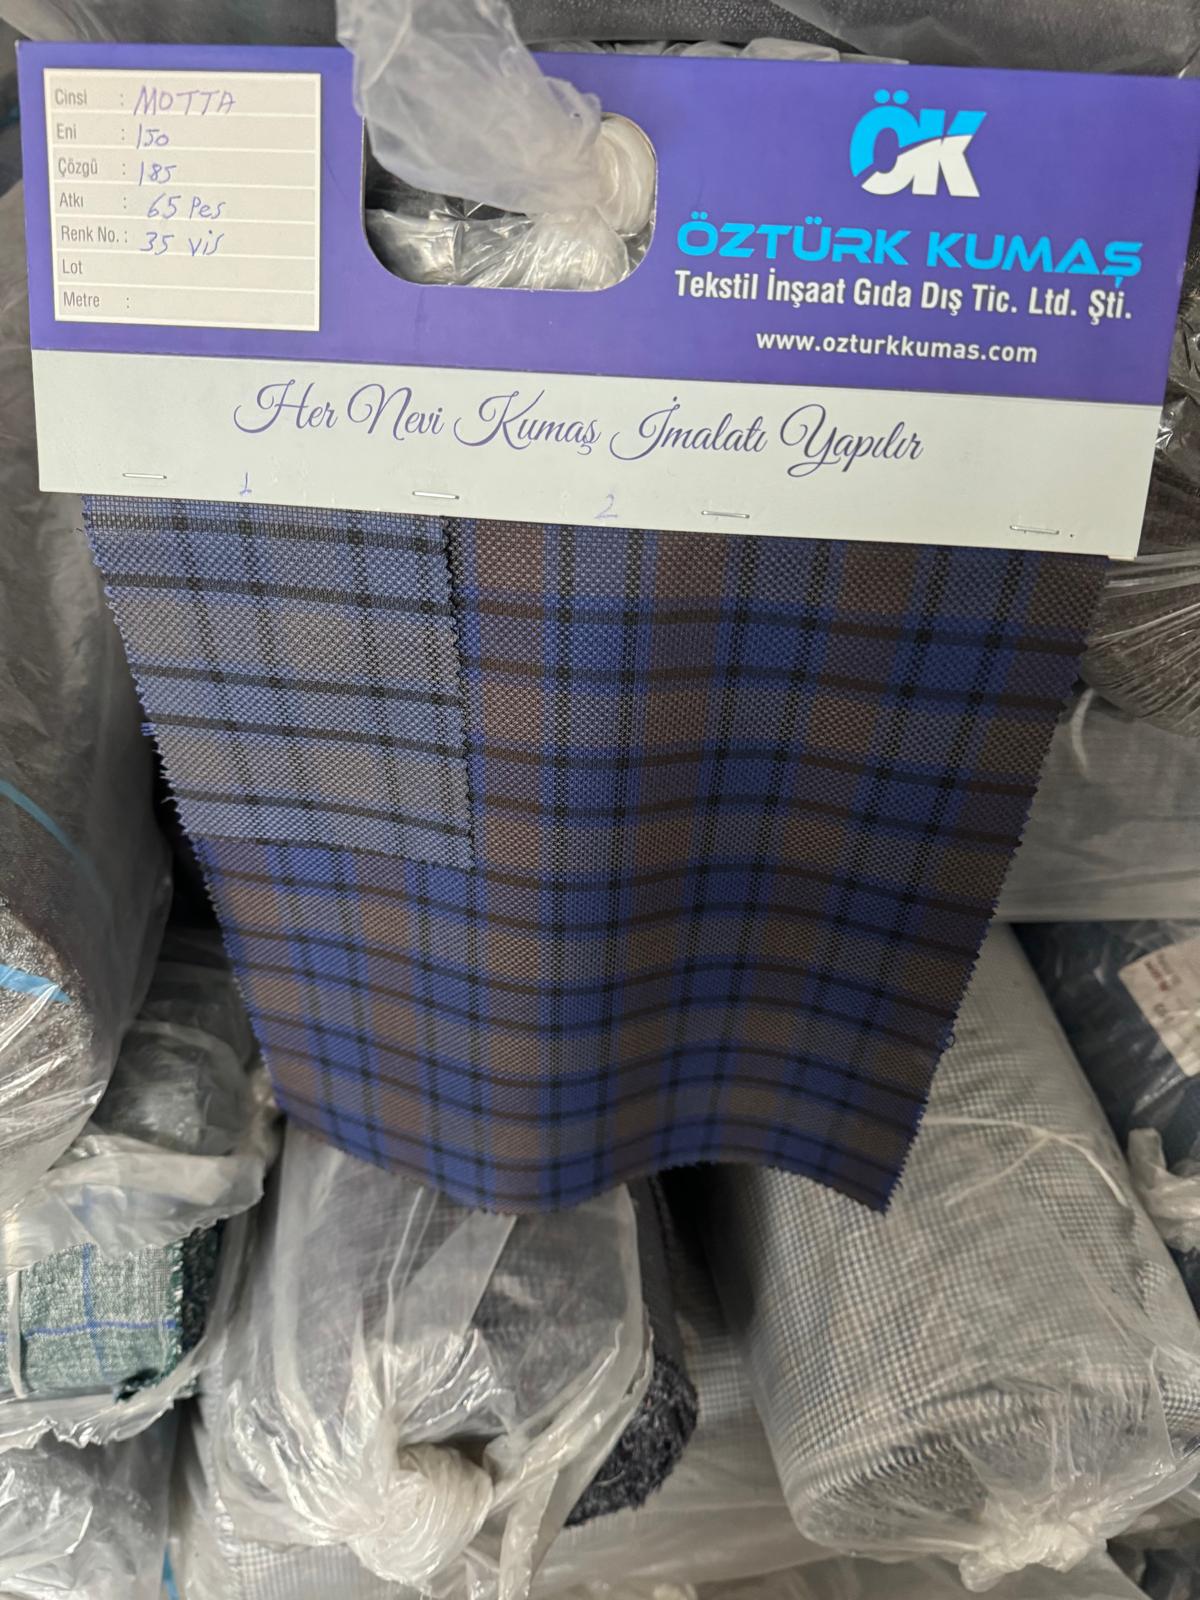 Cinsi : MOTTA
Eni : 150
Çözgü : 185
Atkı : 65 Pes
Renk No. : 35 vis
Lot
Metre :
ÖK
ÖZTÜRK KUMAŞ
Tekstil İnşaat Gıda Dış Tic. Ltd. Şti.
www.ozturkkumas.com
Her Nevi Kumaş İmalatı Yapılır
1 2